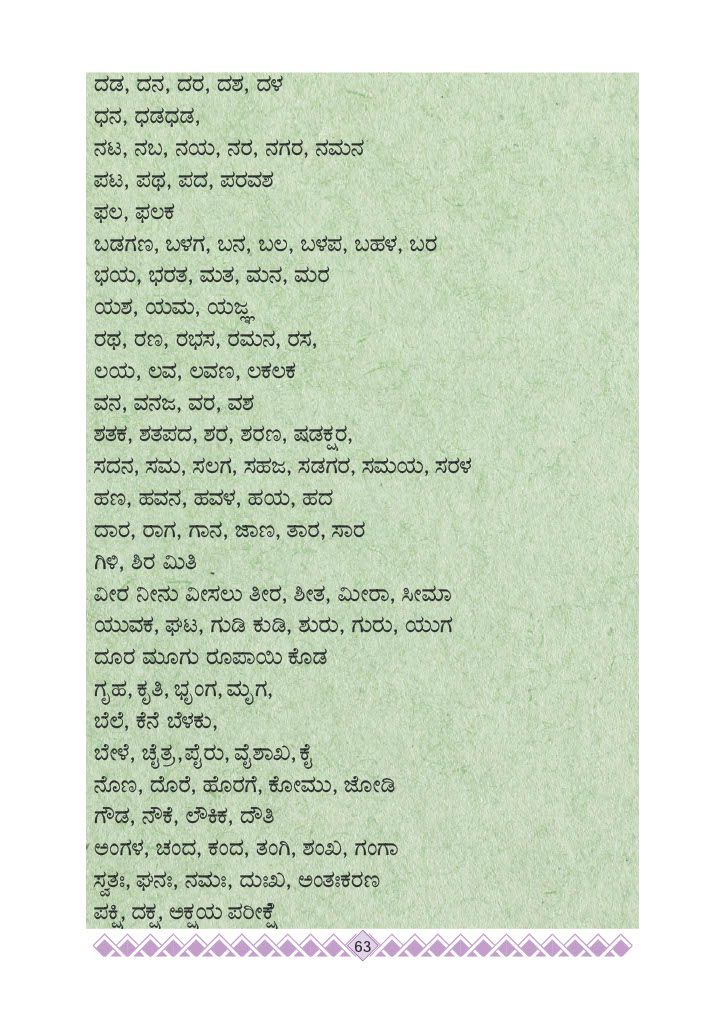 ದಡ, ದನ, ದರ, ದಶ, ದಳ
ಧನ, ಧಡಧಡ,
ನಟ, ನಬ, ನಯ, ನರ, ನಗರ, ನಮನ
ಪಟ, ಪಥ, ಪದ, ಪರವಶ
ಫಲ, ಫಲಕ
ಬಡಗಣ, ಬಳಗ, ಬನ, ಬಲ, ಬಳಪ, ಬಹಳ, ಬರ
ಭಯ, ಭರತ, ಮತ, ಮನ, ಮರ
ಯಶ, ಯಮ, ಯಜ್ಞ
ರಥ, ರಣ, ರಭಸ, ರಮನ, ರಸ,
ಲಯ, ಲವ, ಲವಣ, ಲಕಲಕ
ವನ, ವನಜ, ವರ, ವಶ
ಶತಕ, ಶತಪದ, ಶರ, ಶರಣ, ಷಡಕ್ಷರ,
ಸದನ, ಸಮ, ಸಲಗ, ಸಹಜ, ಸಡಗರ, ಸಮಯ, ಸರಳ
ಹಣ, ಹವನ, ಹವಳ, ಹಯ, ಹದ
ದಾರ, ರಾಗ, ಗಾನ, ಜಾಣ, ತಾರ, ಸಾರ
ಗಿಳಿ, ಶಿರ ಮಿತಿ
ವೀರ ನೀನು ವೀಸಲು ತೀರ, ಶೀತ, ಮೀರಾ, ಸೀಮಾ
ಯುವಕ, ಘಟ, ಗುಡಿ ಕುಡಿ, ಶುರು, ಗುರು, ಯುಗ
ದೂರ ಮೂಗು ರೂಪಾಯಿ ಕೊಡ
ಗೃಹ, ಕೃತಿ, ಭೃಂಗ, ಮೃಗ,
ಬೆಲೆ, ಕೆನೆ ಬೆಳಕು,
ಬೇಳೆ, ಚೈತ್ರ, ಪೈರು, ವೈಶಾಖ, ಕೈ
ನೊಣ, ದೊರೆ, ಹೊರಗೆ, ಕೋಮು, ಜೋಡಿ
ಗೌಡ, ನೌಕೆ, ಲೌಕಿಕ, ದೌತಿ
ಅಂಗಳ, ಚಂದ, ಕಂದ, ತಂಗಿ, ಶಂಖ, ಗಂಗಾ
ಸ್ವತಃ, ಘನಃ, ನಮಃ, ದುಃಖ, ಅಂತಃಕರಣ
ಪಕ್ಷಿ, ದಕ್ಷ, ಅಕ್ಷಯ ಪರೀಕ್ಷೆ
63